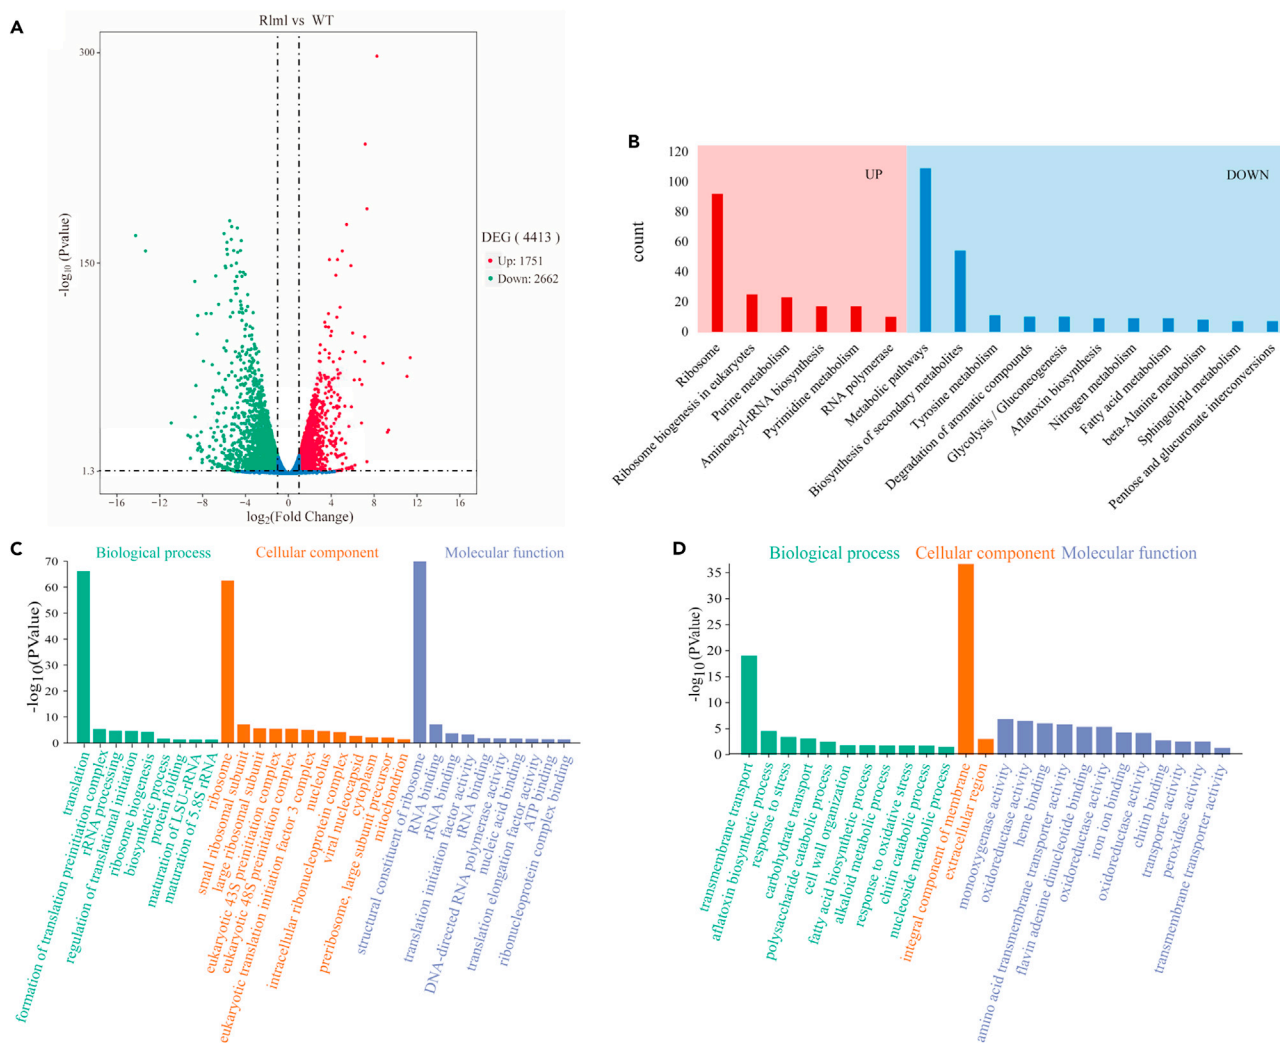 A
Rlml vs WT
300
150
1.3
-log10 (Pvalue)
-16
-12
-8
-4
0
4
8
12
16
log2(Fold Change)
DEG ( 4413 )
Up: 1751
Down: 2662
B
UP
DOWN
count
120
100
80
60
40
20
0
Ribosome
Ribosome biogenesis in eukaryotes
Purine metabolism
Aminoacyl-tRNA biosynthesis
Pyrimidine metabolism
RNA polymerase
Metabolic pathways
Biosynthesis of secondary metabolites
Tyrosine metabolism
Degradation of aromatic compounds
Glycolysis / Gluconeogenesis
Aflatoxin biosynthesis
Nitrogen metabolism
Fatty acid metabolism
beta-Alanine metabolism
Sphingolipid metabolism
Pentose and glucuronate interconversions
C
Biological process
Cellular component
Molecular function
-log10(PValue)
70
60
50
40
30
20
10
0
translation
formation of translation preinitiation complex
rRNA processing
regulation of translational initiation
ribosome biogenesis
biosynthetic process
protein folding
maturation of LSU-rRNA
maturation of 5.8S rRNA
ribosome
small ribosomal subunit
large ribosomal subunit
eukaryotic 43S preinitiation complex
eukaryotic 48S preinitiation complex
eukaryotic translation initiation factor 3 complex
nucleolus
intracellular ribonucleoprotein complex
viral nucleocapsid
cytoplasm
preribosome, large subunit precursor
mitochondrion
structural constituent of ribosome
RNA binding
rRNA binding
translation initiation factor activity
tRNA binding
DNA-directed RNA polymerase activity
nucleic acid binding
translation elongation factor activity
ATP binding
ribonucleoprotein complex binding
D
Biological process
Cellular component
Molecular function
-log10(PValue)
35
30
25
20
15
10
5
0
transmembrane transport
aflatoxin biosynthetic process
response to stress
carbohydrate transport
polysaccharide catabolic process
cell wall organization
fatty acid biosynthetic process
alkaloid metabolic process
response to oxidative stress
chitin catabolic process
nucleoside metabolic process
integral component of membrane
extracellular region
monooxygenase activity
oxidoreductase activity
heme binding
amino acid transmembrane transporter activity
flavin adenine dinucleotide binding
oxidoreductase activity
iron ion binding
oxidoreductase activity
chitin binding
transporter activity
peroxidase activity
transmembrane transporter activity